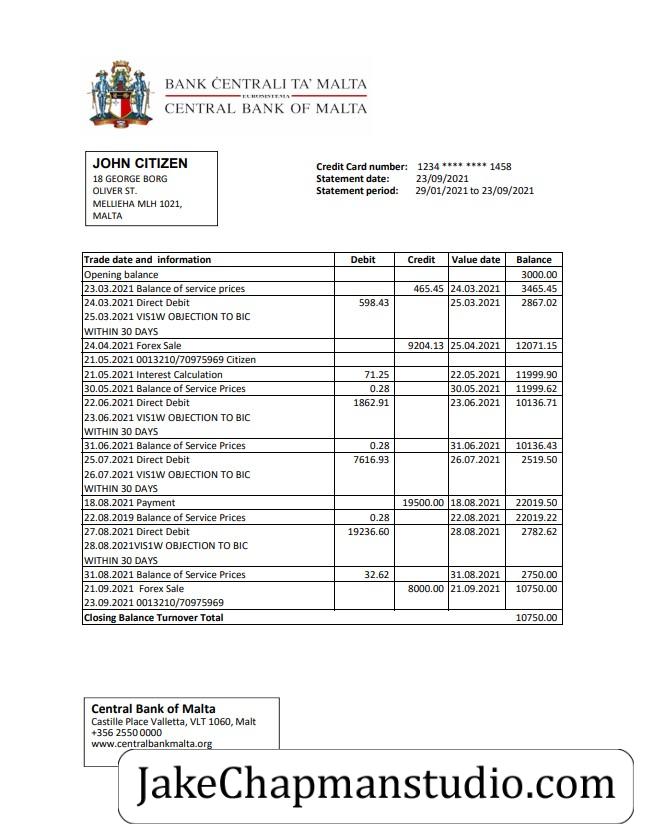 BANK ĊENTRALI TA' MALTA
EUROSISTEMA
CENTRAL BANK OF MALTA
JOHN CITIZEN
18 GEORGE BORG
OLIVER ST.
MELLIEHA MLH 1021,
MALTA
Credit Card number: 1234 **** **** 1458
Statement date: 23/09/2021
Statement period: 29/01/2021 to 23/09/2021
Trade date and information Debit Credit Value date Balance
Opening balance 3000.00
23.03.2021 Balance of service prices 465.45 24.03.2021 3465.45
24.03.2021 Direct Debit 598.43 25.03.2021 2867.02
25.03.2021 VIS1W OBJECTION TO BIC
WITHIN 30 DAYS
24.04.2021 Forex Sale 9204.13 25.04.2021 12071.15
21.05.2021 0013210/70975969 Citizen
21.05.2021 Interest Calculation 71.25 22.05.2021 11999.90
30.05.2021 Balance of Service Prices 0.28 30.05.2021 11999.62
22.06.2021 Direct Debit 1862.91 23.06.2021 10136.71
23.06.2021 VIS1W OBJECTION TO BIC
WITHIN 30 DAYS
31.06.2021 Balance of Service Prices 0.28 31.06.2021 10136.43
25.07.2021 Direct Debit 7616.93 26.07.2021 2519.50
26.07.2021 VIS1W OBJECTION TO BIC
WITHIN 30 DAYS
18.08.2021 Payment 19500.00 18.08.2021 22019.50
22.08.2019 Balance of Service Prices 0.28 22.08.2021 22019.22
27.08.2021 Direct Debit 19236.60 28.08.2021 2782.62
28.08.2021VIS1W OBJECTION TO BIC
WITHIN 30 DAYS
31.08.2021 Balance of Service Prices 32.62 31.08.2021 2750.00
21.09.2021 Forex Sale 8000.00 21.09.2021 10750.00
23.09.2021 0013210/70975969
Closing Balance Turnover Total 10750.00
Central Bank of Malta
Castille Place Valletta, VLT 1060, Malt
+356 2550 0000
www.centralbankmalta.org
JakeChapmanstudio.com